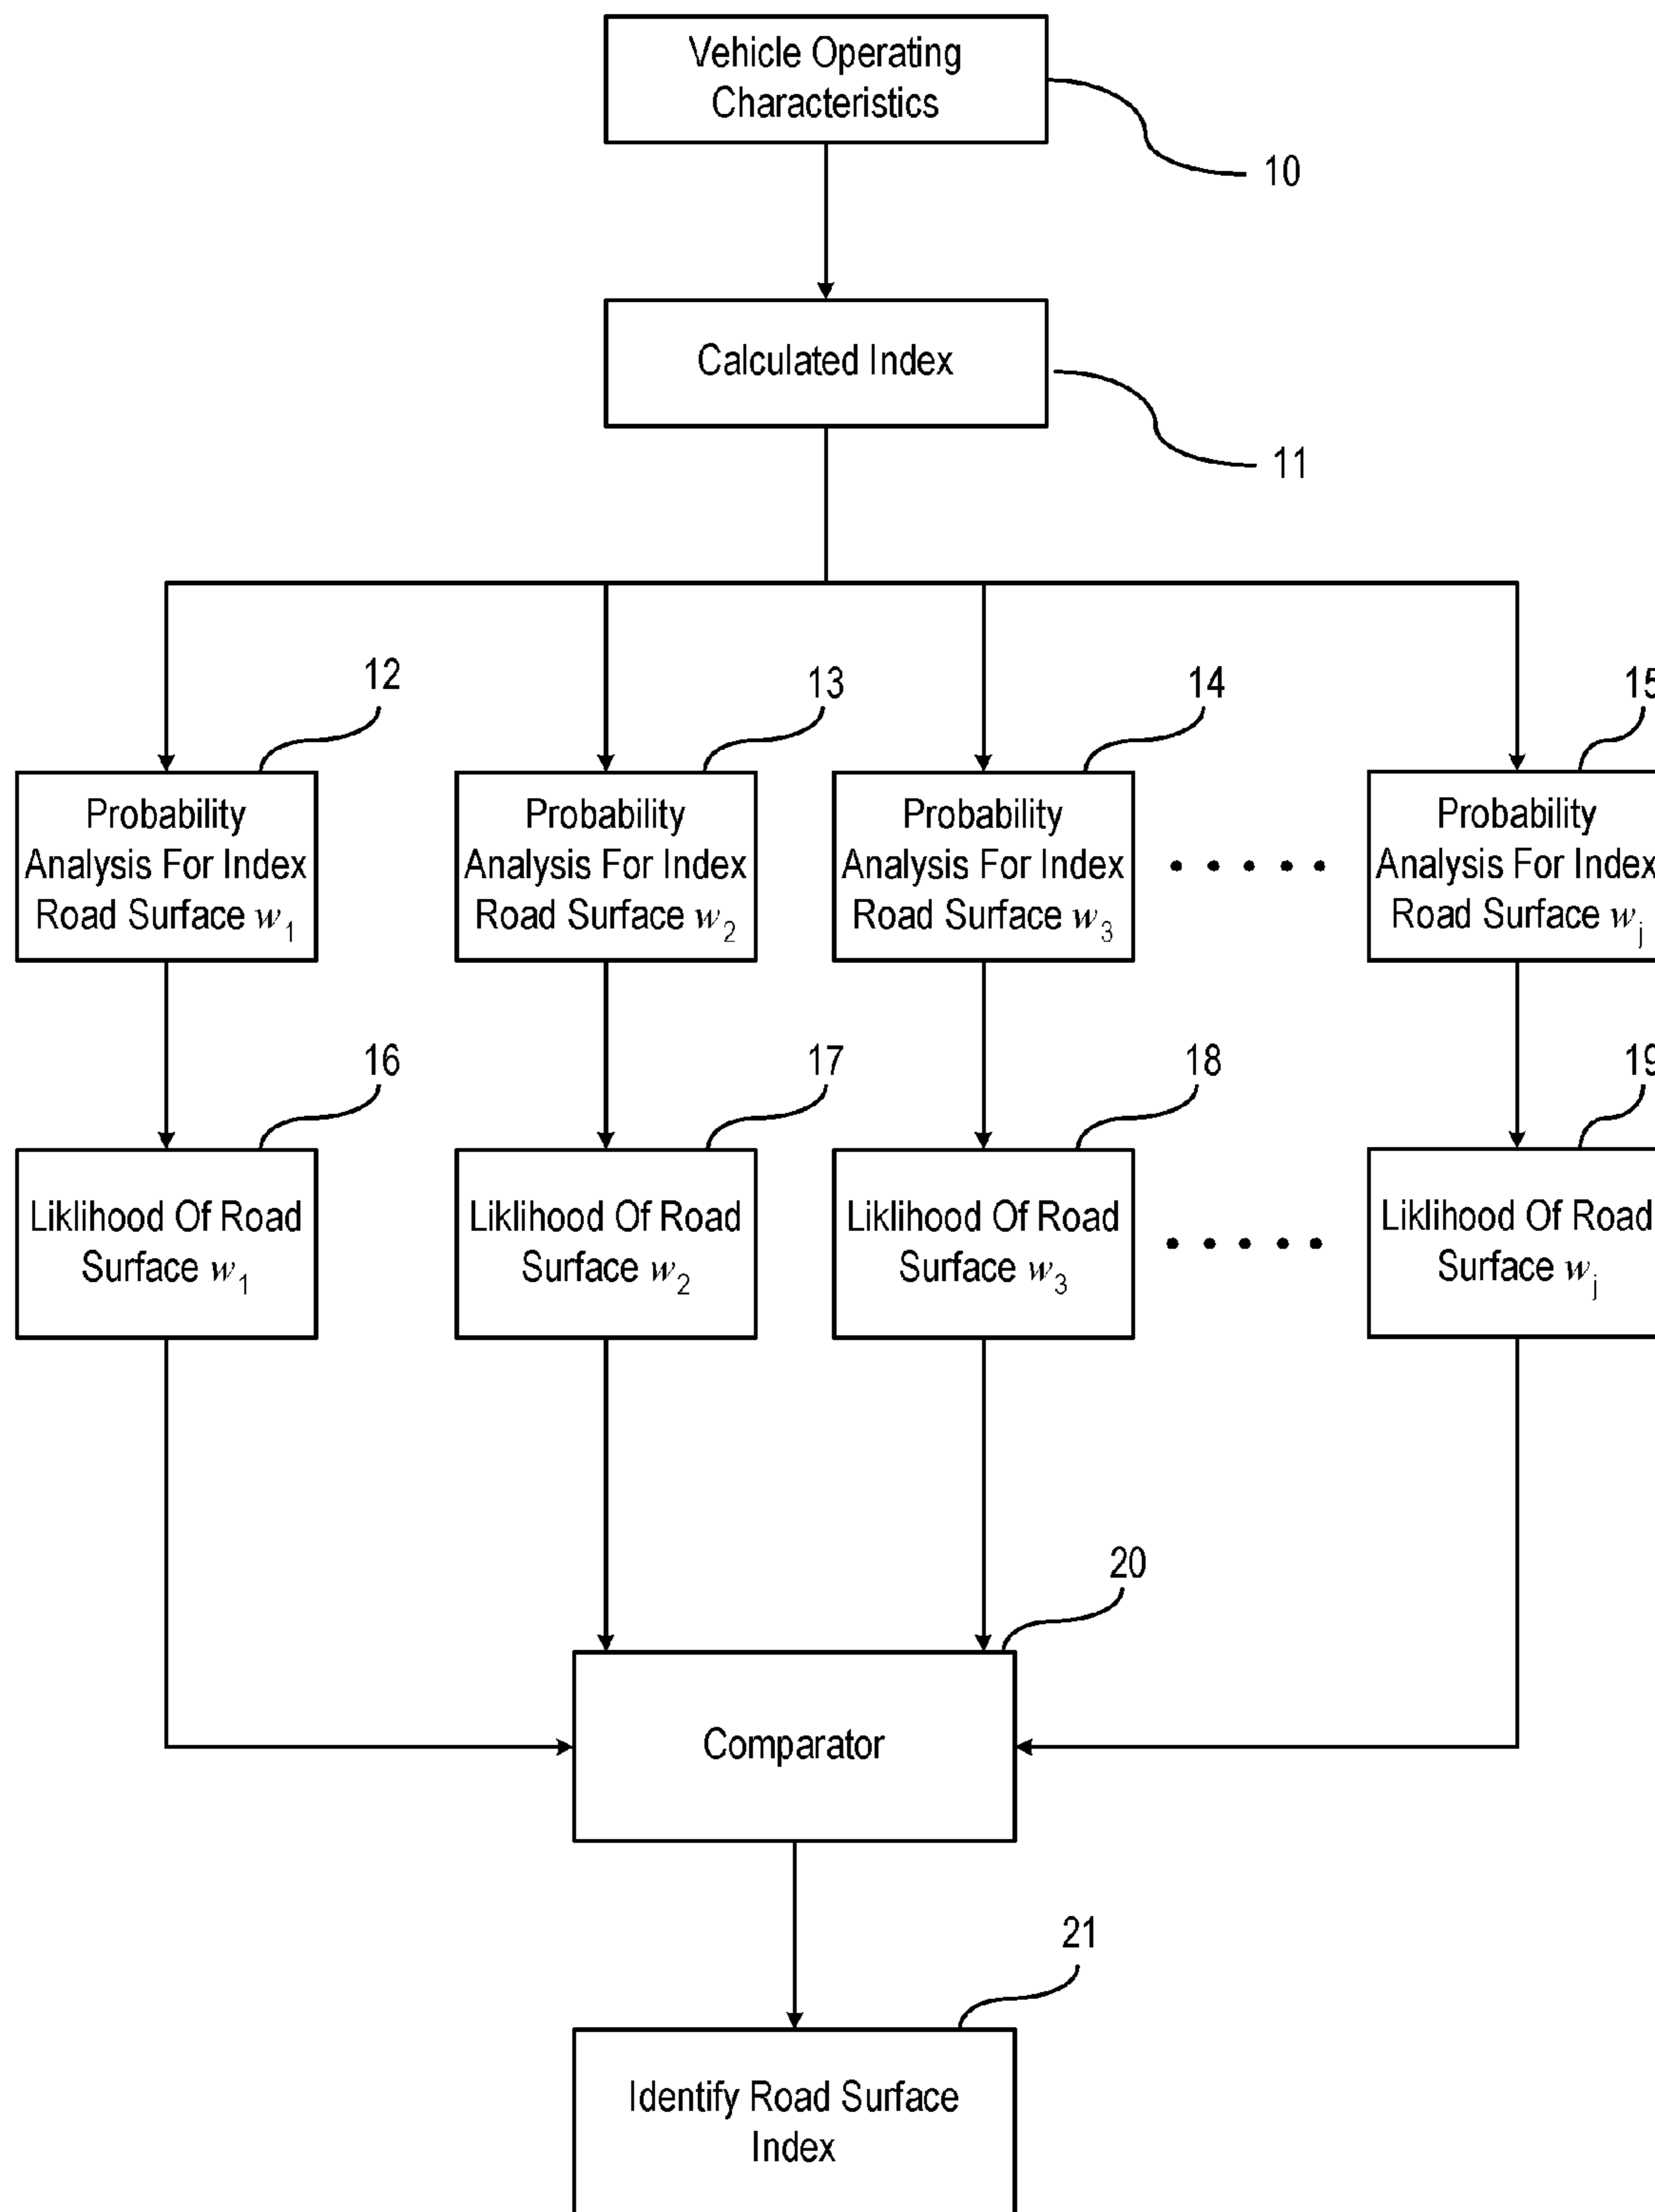 Vehicle Operating
Characteristics
10
Calculated Index
11
12
13
14
15
Probability
Analysis For Index
Road Surface w1
Probability
Analysis For Index
Road Surface w2
Probability
Analysis For Index
Road Surface w3
Probability
Analysis For Index
Road Surface wj
16
17
18
19
Liklihood Of Road
Surface w1
Liklihood Of Road
Surface w2
Liklihood Of Road
Surface w3
Liklihood Of Road
Surface wj
20
Comparator
21
Identify Road Surface
Index